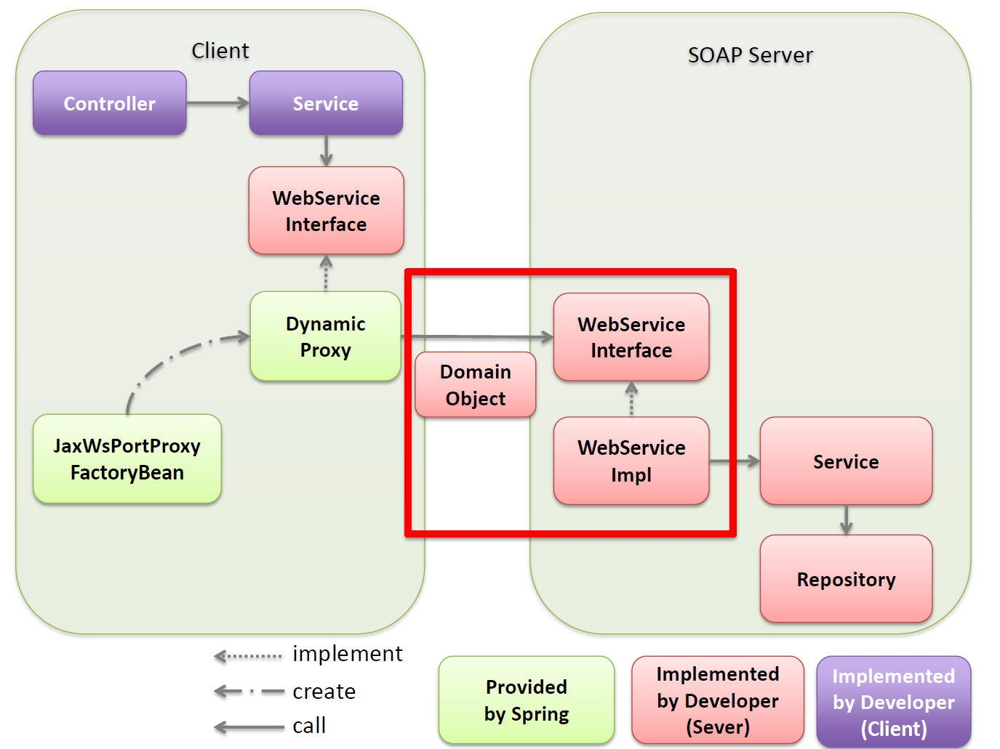 Client
SOAP Server
Controller
Service
WebService
Interface
Dynamic
Proxy
WebService
Interface
Domain
Object
JaxWsPortProxy
FactoryBean
WebService
Impl
Service
Repository
implement
create
call
Provided
by Spring
Implemented
by Developer
(Sever)
Implemented
by Developer
(Client)